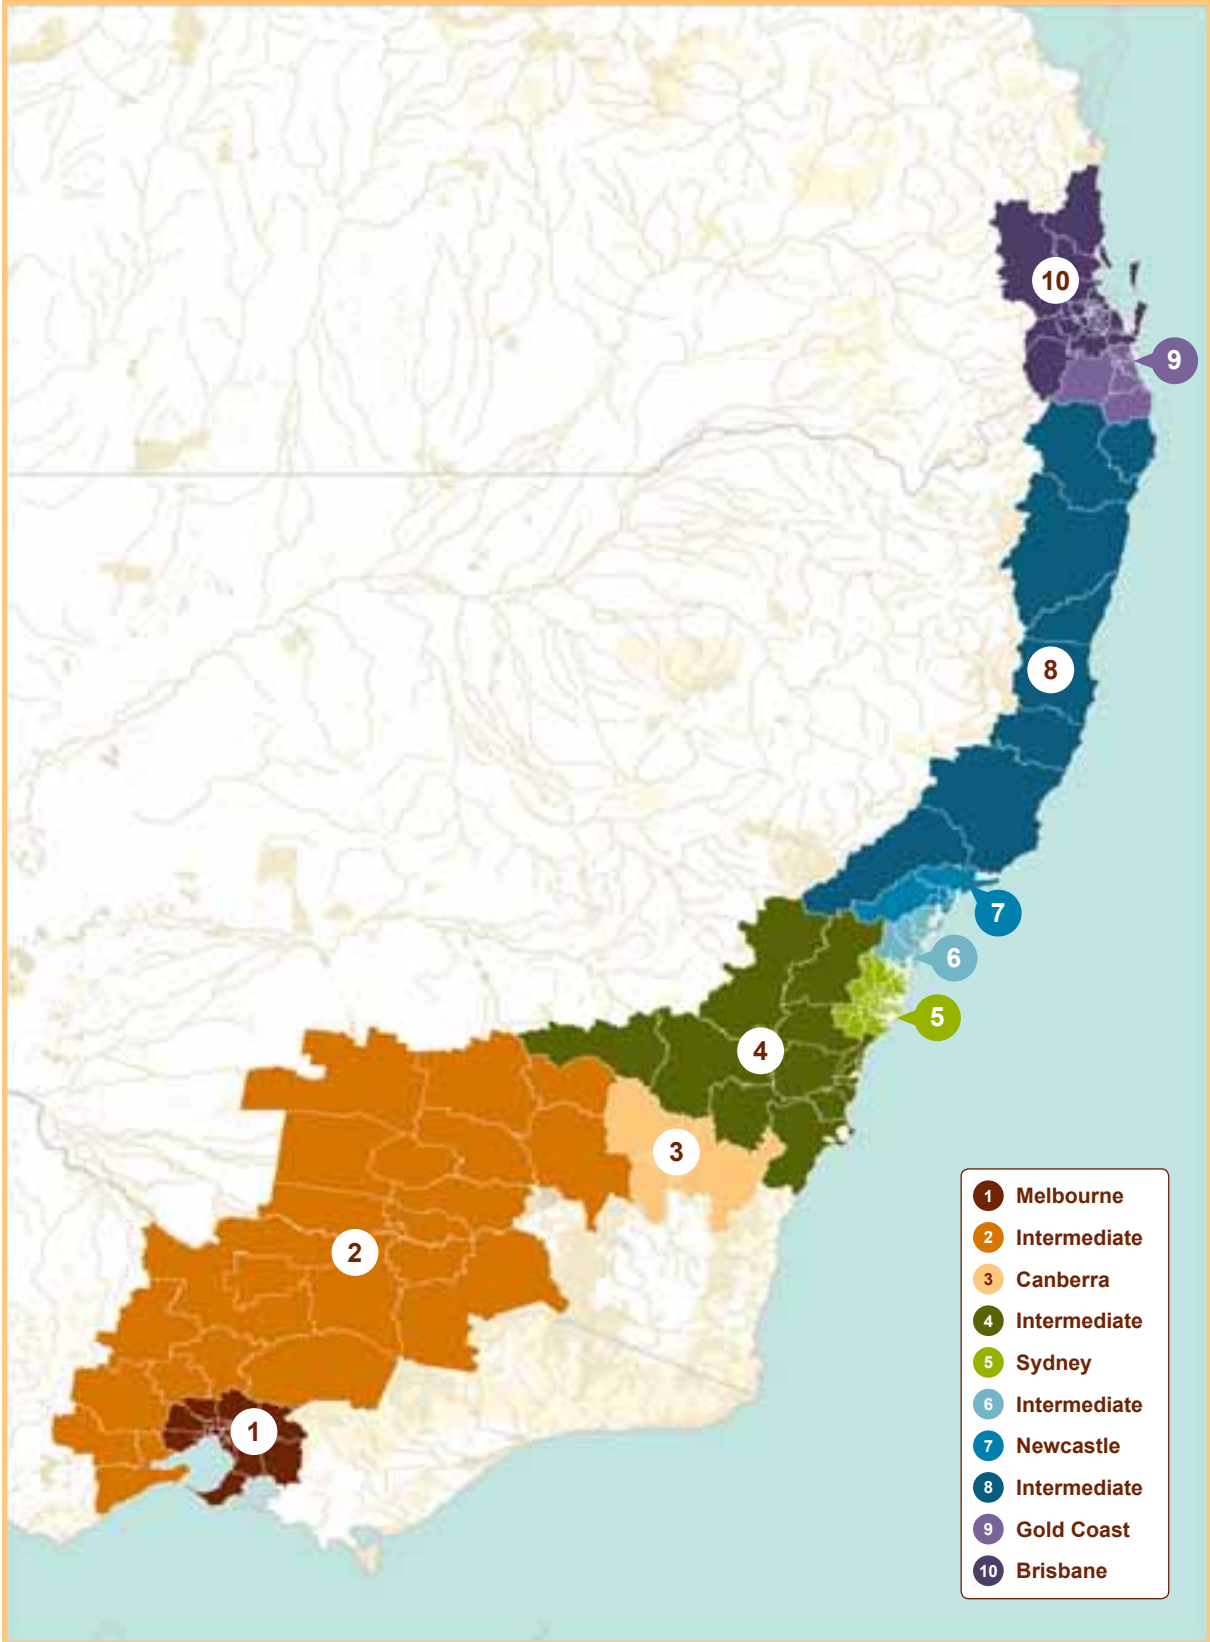 10
9
8
7
6
5
4
3
2
1
1 Melbourne
2 Intermediate
3 Canberra
4 Intermediate
5 Sydney
6 Intermediate
7 Newcastle
8 Intermediate
9 Gold Coast
10 Brisbane